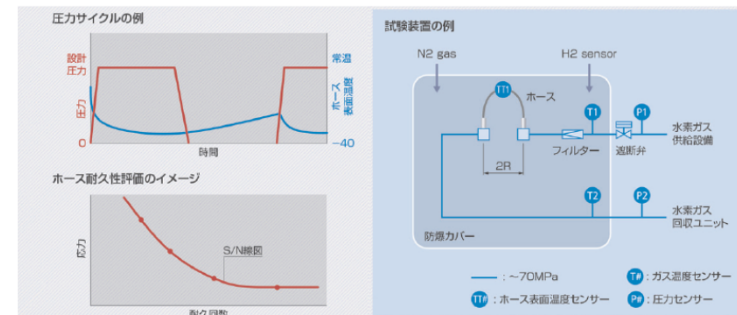 圧力サイクルの例
設計
圧力
圧力
0
時間
常温
ホース
表面温度
−40
ホース耐久性評価のイメージ
応力
S/N線図
耐久回数
試験装置の例
N2 gas
H2 sensor
TT1
ホース
T1
P1
水素ガス
供給設備
フィルター
遮断弁
2R
T2
P2
水素ガス
回収ユニット
防爆カバー
：～70MPa
T#：ガス温度センサー
TT#：ホース表面温度センサー
P#：圧力センサー